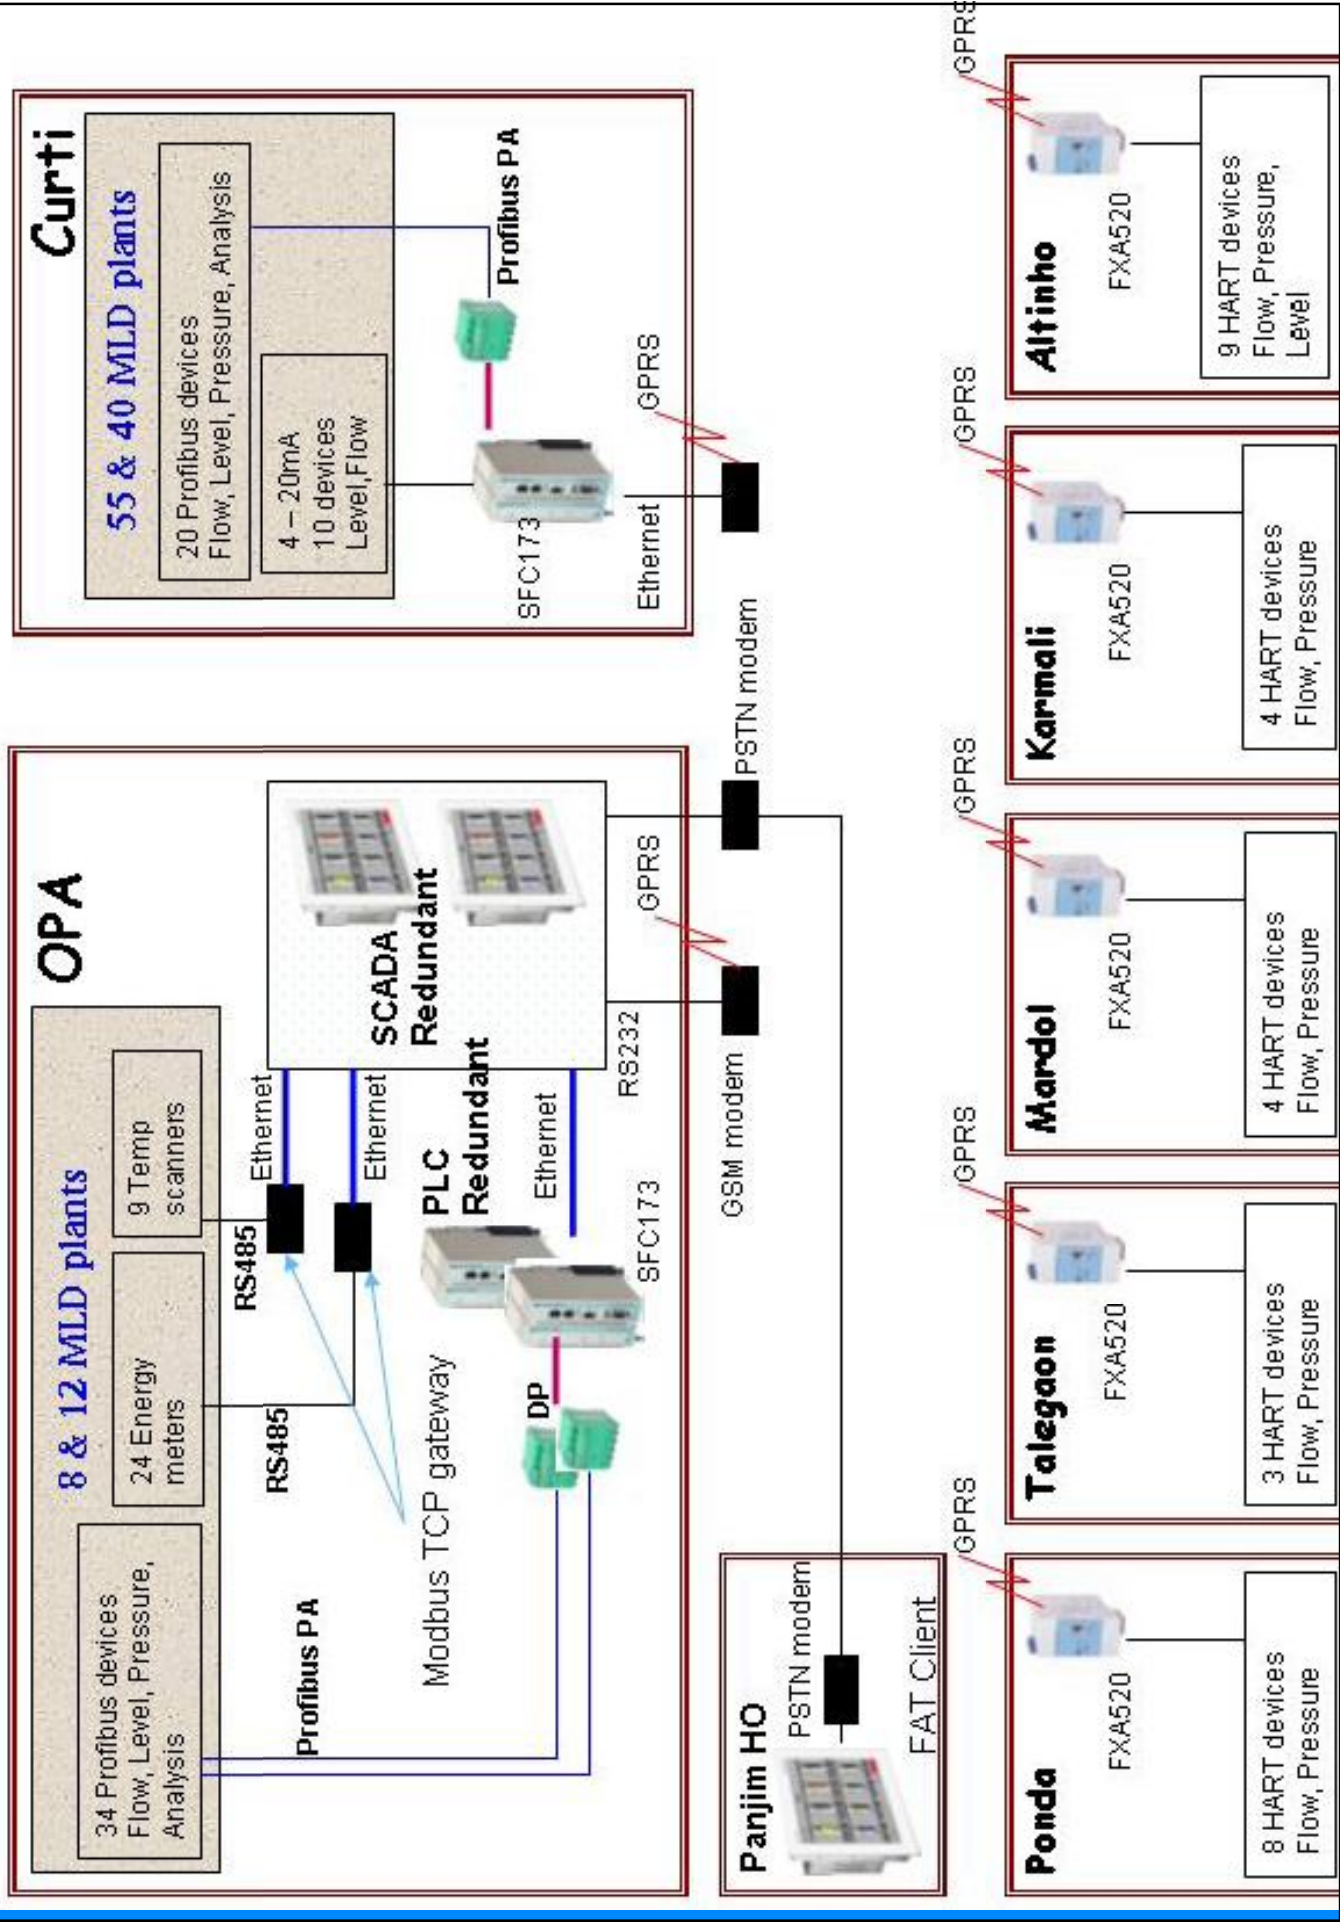 OPA
8 & 12 MLD plants
34 Profibus devices
Flow, Level, Pressure,
Analysis
24 Energy
meters
9 Temp
scanners
RS485
Ethernet
RS485
Ethernet
Profibus PA
Modbus TCP gateway
PLC
Redundant
SCADA
Redundant
DP
Ethernet
SFC173
RS232
GPRS
GSM modem
PSTN modem
Curti
55 & 40 MLD plants
20 Profibus devices
Flow, Level, Pressure, Analysis
4 – 20mA
10 devices
Level,Flow
Profibus PA
SFC173
Ethernet
GPRS
Panjim HO
PSTN modem
FAT Client
GPRS
Ponda
FXA520
8 HART devices
Flow, Pressure
GPRS
Talegaon
FXA520
3 HART devices
Flow, Pressure
GPRS
Mardol
FXA520
4 HART devices
Flow, Pressure
GPRS
Karmali
FXA520
4 HART devices
Flow, Pressure
GPRS
Altinho
FXA520
9 HART devices
Flow, Pressure,
Level